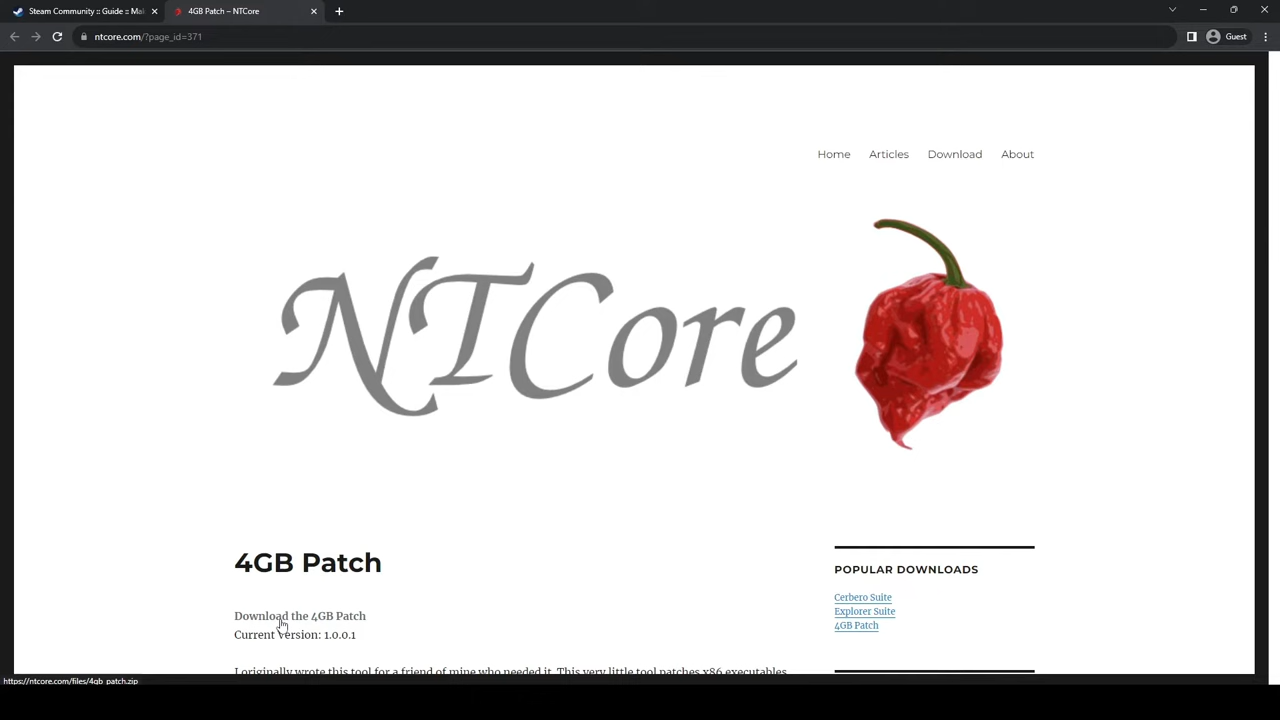 Steam Community :: Guide :: Mai
4GB Patch – NTCore
ntcore.com/?page_id=371
Guest
Home
Articles
Download
About
NTCore
4GB Patch
Download the 4GB Patch
Current Version: 1.0.0.1
I originally wrote this tool for a friend of mine who needed it. This very little tool patches x86 executables
POPULAR DOWNLOADS
Cerbero Suite
Explorer Suite
4GB Patch
https://ntcore.com/files/4gb_patch.zip